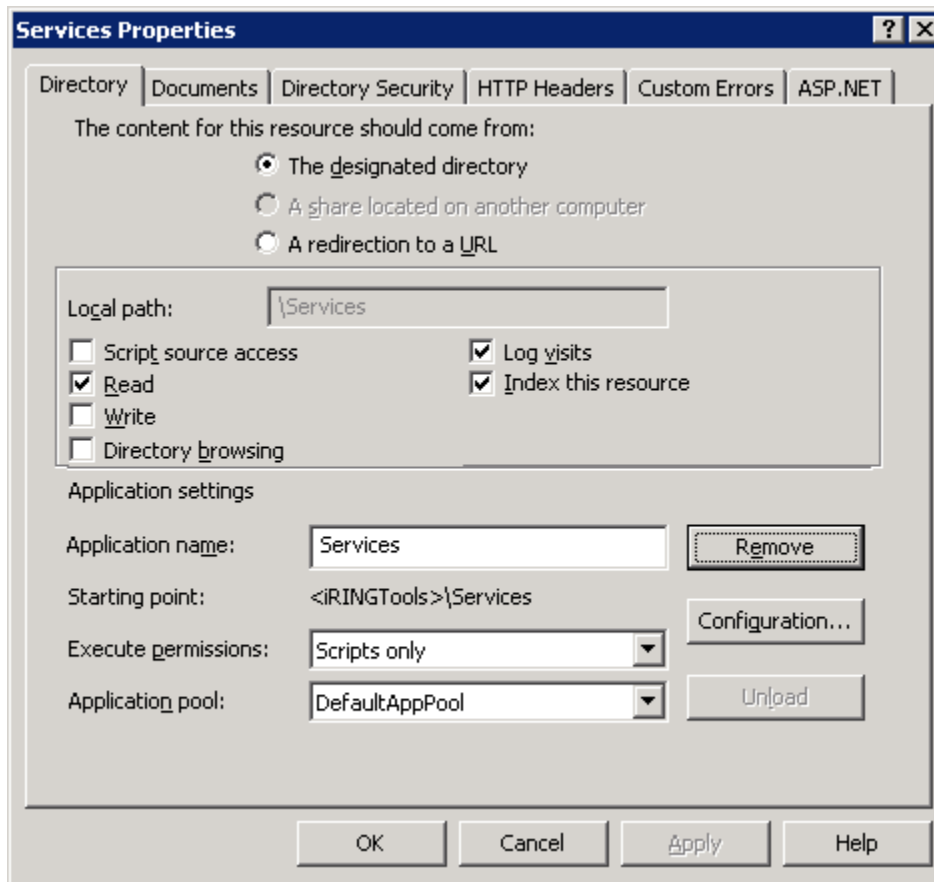 Services Properties
Directory Documents Directory Security HTTP Headers Custom Errors ASP.NET
The content for this resource should come from:
The designated directory
A share located on another computer
A redirection to a URL
Local path: \Services
Script source access Log visits
Read Index this resource
Write
Directory browsing
Application settings
Application name: Services Remove
Starting point: <iRINGTools>\Services
Configuration...
Execute permissions: Scripts only
Application pool: DefaultAppPool Unload
OK Cancel Apply Help